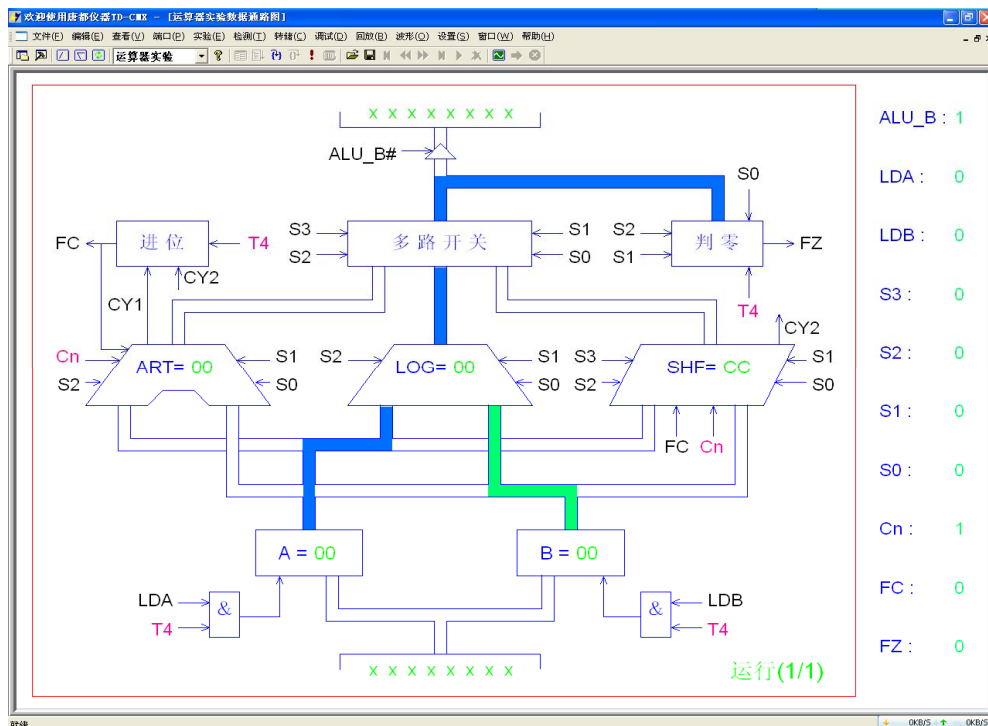 欢迎使用唐都仪器TD-CMX - [运算器实验数据通路图]
文件(F) 编辑(E) 查看(V) 端口(P) 实验(E) 检测(T) 转储(C) 调试(D) 回放(B) 波形(O) 设置(S) 窗口(W) 帮助(H)
运算器实验
X X X X X X X X
ALU_B : 1
ALU_B#
LDA : 0
S0
LDB : 0
FC 进位 T4 S3 多路开关 S1 S2 判零 FZ
S2 S0 S1
CY2
S3 : 0
CY1 T4
CY2
Cn ART= 00 S1 S2 LOG= 00 S1 S3 SHF= CC S1
S2 : 0
S2 S0 S0 S2 S0
S1 : 0
FC Cn
S0 : 0
Cn : 1
A = 00 B = 00
FC : 0
LDA & & LDB
T4 T4
FZ : 0
X X X X X X X X
运行(1/1)
就绪 0KB/S 0KB/S